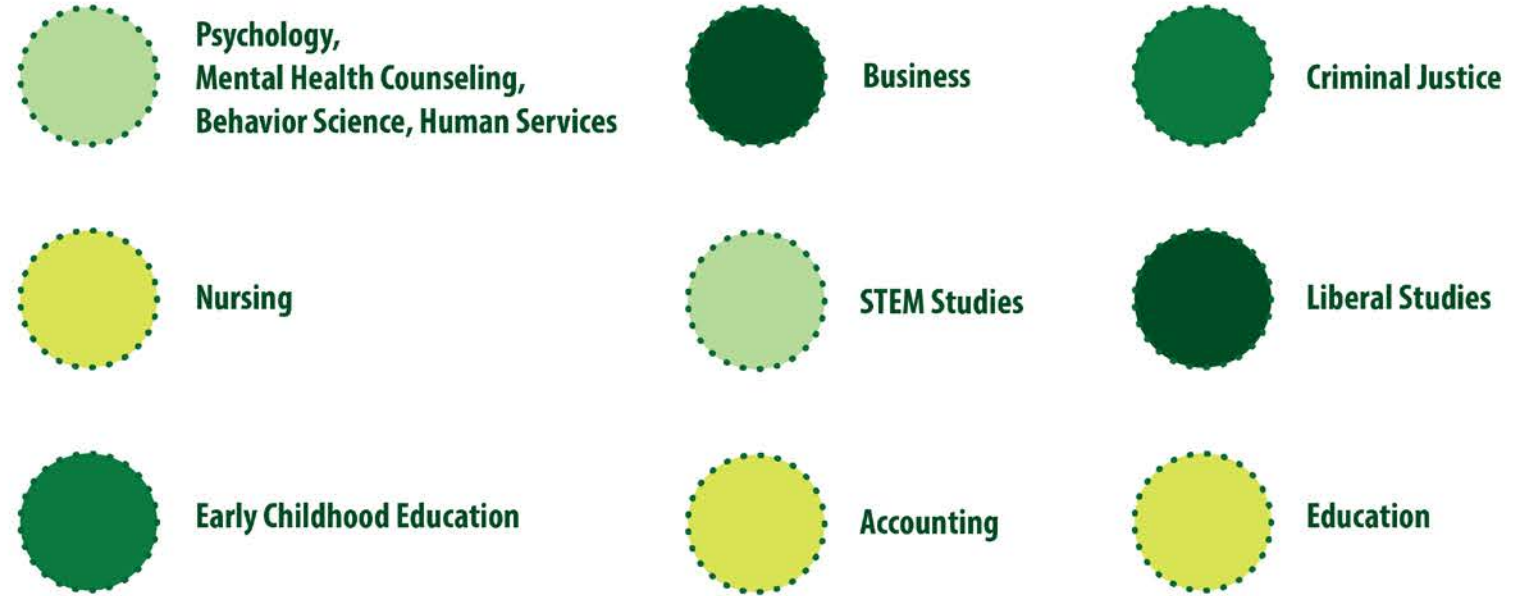 Psychology,
Mental Health Counseling,
Behavior Science, Human Services
Business
Criminal Justice
Nursing
STEM Studies
Liberal Studies
Early Childhood Education
Accounting
Education